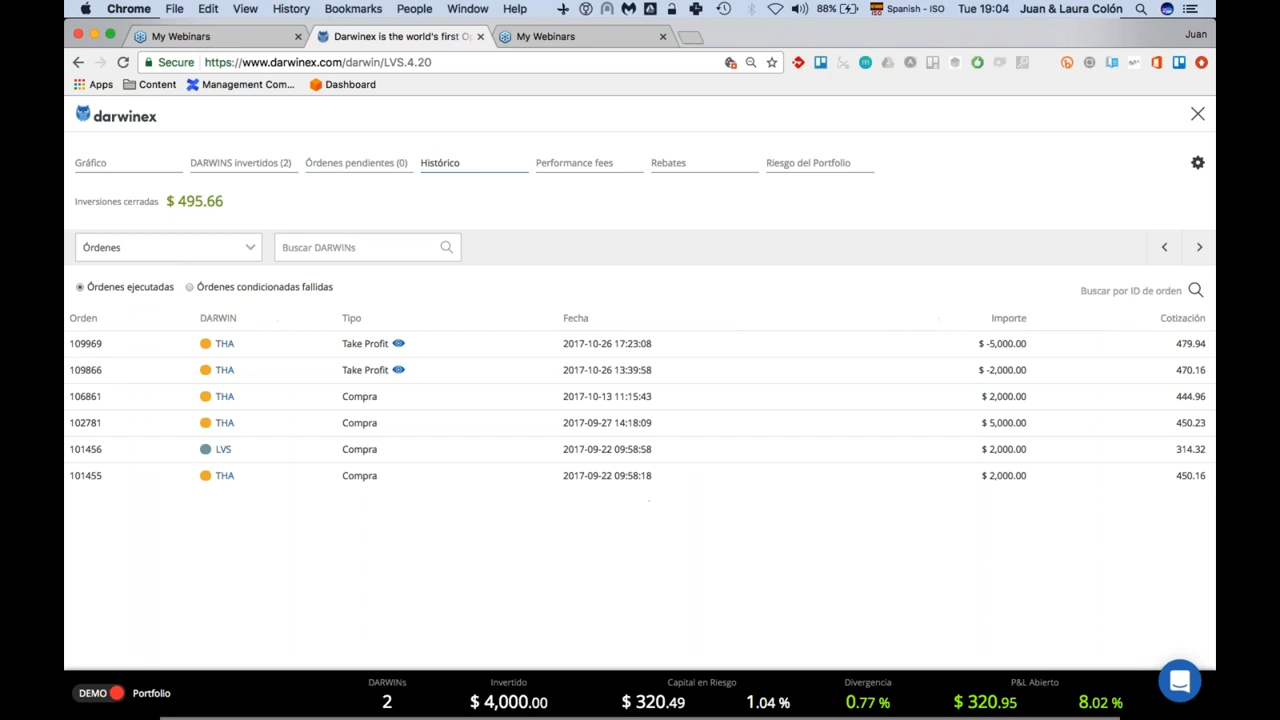 Chrome File Edit View History Bookmarks People Window Help 88% Spanish - ISO Tue 19:04 Juan & Laura Colón
My Webinars Darwinex is the world's first Op My Webinars Juan
Secure https://www.darwinex.com/darwin/LVS.4.20
Apps Content Management Com... Dashboard
darwinex
Gráfico DARWINS invertidos (2) Órdenes pendientes (0) Histórico Performance fees Rebates Riesgo del Portfolio
Inversiones cerradas $ 495.66
Órdenes Buscar DARWINs
Órdenes ejecutadas Órdenes condicionadas fallidas Buscar por ID de orden
Orden DARWIN Tipo Fecha Importe Cotización
109969 THA Take Profit 2017-10-26 17:23:08 $ -5,000.00 479.94
109866 THA Take Profit 2017-10-26 13:39:58 $ -2,000.00 470.16
106861 THA Compra 2017-10-13 11:15:43 $ 2,000.00 444.96
102781 THA Compra 2017-09-27 14:18:09 $ 5,000.00 450.23
101456 LVS Compra 2017-09-22 09:58:58 $ 2,000.00 314.32
101455 THA Compra 2017-09-22 09:58:18 $ 2,000.00 450.16
DARWINs Invertido Capital en Riesgo Divergencia P&L Abierto
DEMO Portfolio 2 $ 4,000.00 $ 320.49 1.04 % 0.77 % $ 320.95 8.02 %